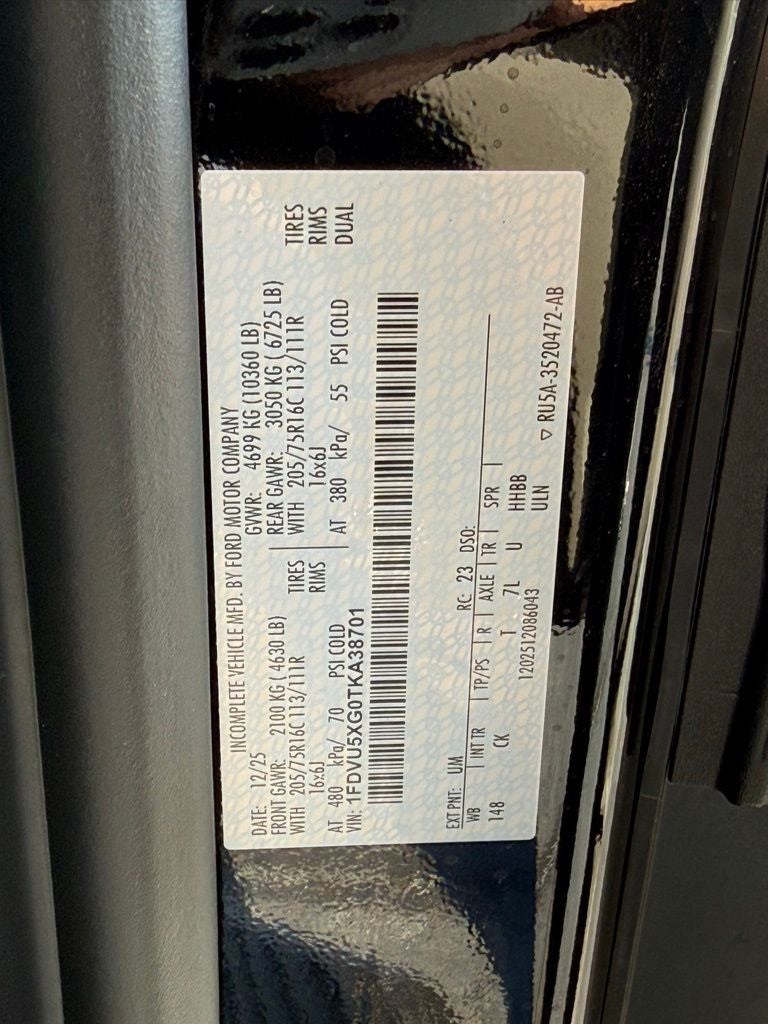 INCOMPLETE VEHICLE MFD. BY FORD MOTOR COMPANY
DATE: 12/25 GVWR: 4699 KG (10360 LB)
FRONT GAWR: 2100 KG ( 4630 LB) REAR GAWR: 3050 KG ( 6725 LB)
WITH 205/75R16C 113/111R TIRES WITH 205/75R16C 113/111R TIRES
16x6J RIMS 16x6J RIMS
AT 480 kPa/ 70 PSI COLD AT 380 kPa/ 55 PSI COLD DUAL
VIN: 1FDVU5XG0TKA38701
EXT PNT: UM RC: 23 DSO:
WB | INT TR | TP/PS | R | AXLE | TR | SPR |
148 CK T 7L U HHBB
1202512086043 ULN
▽ RU5A-3520472-AB